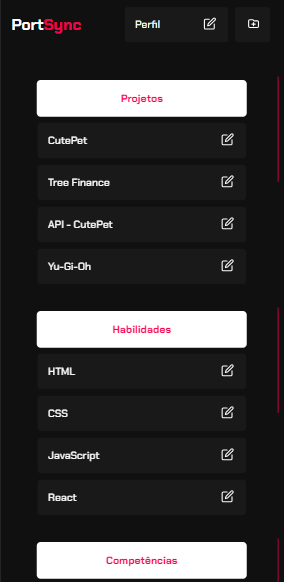 PortSync
Perfil
Projetos
CutePet
Tree Finance
API - CutePet
Yu-Gi-Oh
Habilidades
HTML
CSS
JavaScript
React
Competências